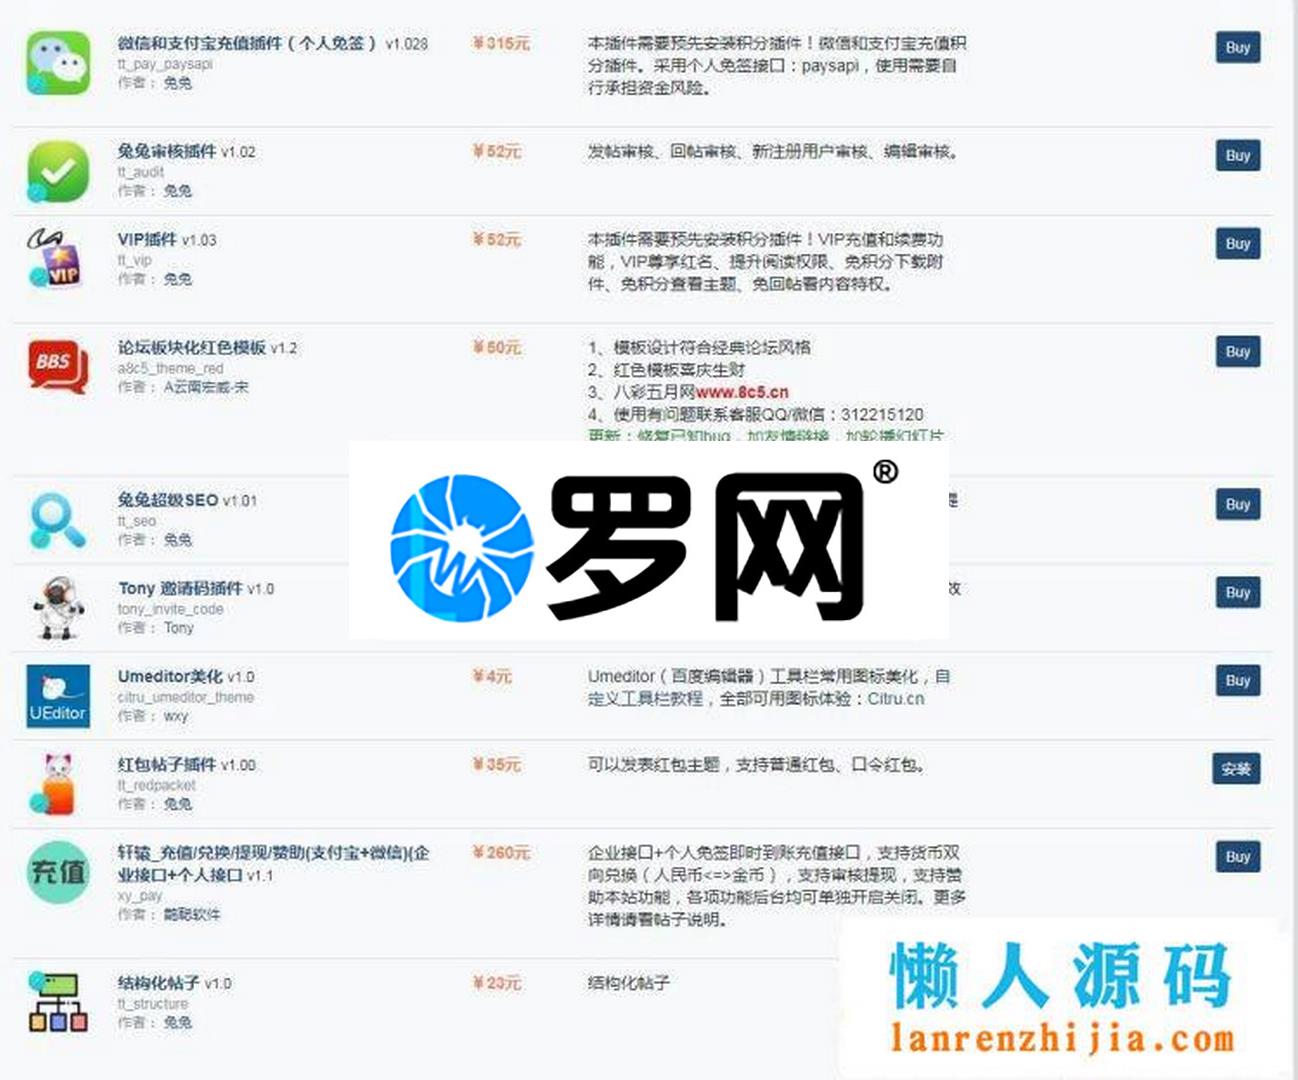 微信和支付宝充值插件（个人免签） v1.028
tt_pay_paysapi
作者： 兔兔
¥315元
本插件需要预先安装积分插件！微信和支付宝充值积
分插件。采用个人免签接口：paysapi，使用需要自
行承担资金风险。
Buy
兔兔审核插件 v1.02
tt_audit
作者： 兔兔
¥52元
发帖审核、回帖审核、新注册用户审核、编辑审核。
Buy
VIP
VIP插件 v1.03
tt_vip
作者： 兔兔
¥52元
本插件需要预先安装积分插件！VIP充值和续费功
能，VIP尊享红名、提升阅读权限、免积分下载附
件、免积分查看主题、免回帖看内容特权。
Buy
BBS
论坛板块化红色模板 v1.2
a8c5_theme_red
作者： A云南宏威-宋
¥50元
1、模板设计符合经典论坛风格
2、红色模板喜庆生财
3、八彩五月网www.8c5.cn
4、使用有问题联系客服QQ/微信：312215120
更新：修复已知bug，加友情链接，加轮播幻灯片
Buy
兔兔超级SEO v1.01
tt_seo
作者： 兔兔
Buy
罗网®
Tony 邀请码插件 v1.0
tony_invite_code
作者： Tony
Buy
UEditor
Umeditor美化 v1.0
citru_umeditor_theme
作者： wxy
¥4元
Umeditor（百度编辑器）工具栏常用图标美化，自
定义工具栏教程，全部可用图标体验：Citru.cn
Buy
红包帖子插件 v1.00
tt_redpacket
作者： 兔兔
¥35元
可以发表红包主题，支持普通红包、口令红包。
安装
充值
轩辕_充值/兑换/提现/赞助(支付宝+微信)(企
业接口+个人接口 v1.1
xy_pay
¥260元
企业接口+个人免签即时到账充值接口，支持货币双
向兑换（人民币<=>金币），支持审核提现，支持赞
助本站功能，各项功能后台均可单独开启关闭。更多
详情请看帖子说明。
Buy
结构化帖子 v1.0
tt_structure
作者： 兔兔
¥23元
结构化帖子
懒人源码
lanrenzhijia.com